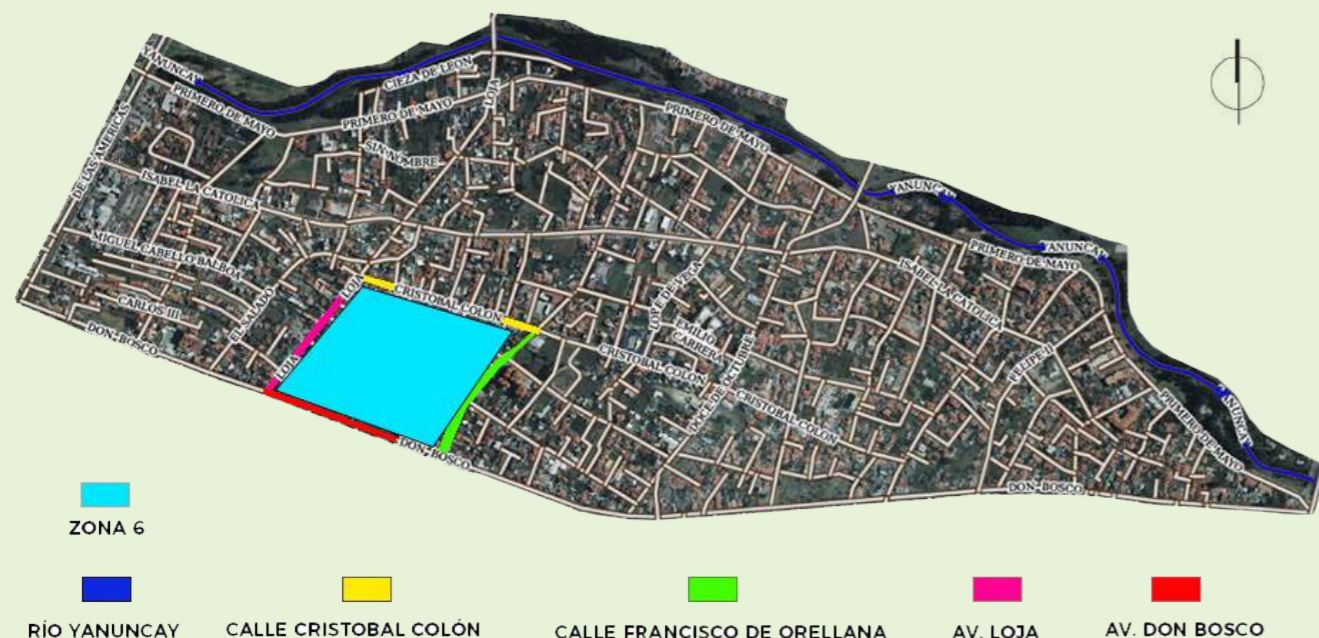 YANUNCAY
CIEZA DE LEON
PRIMERO DE MAYO
PRIMERO DE MAYO
LOJA
PRIMERO DE MAYO
DE LAS AMERICAS
SIN NOMBRE
ISABEL LA CATOLICA
YANUNCAY
MIGUEL CABELLO BALBOA
PRIMERO DE MAYO
YANUNCAY
ISABEL LA CATOLICA
LOPE DE VEGA
CARLOS III
EL SALADO
LOJA
CRISTOBAL COLON
EMILIO
CARRERA
DON BOSCO
LOJA
CRISTOBAL COLON
DOCE DE OCTUBRE
FELIPE II
CRISTOBAL COLON
PRIMERO DE MAYO
YANUNCAY
DON BOSCO
DON BOSCO
ZONA 6
RÍO YANUNCAY
CALLE CRISTOBAL COLÓN
CALLE FRANCISCO DE ORELLANA
AV. LOJA
AV. DON BOSCO